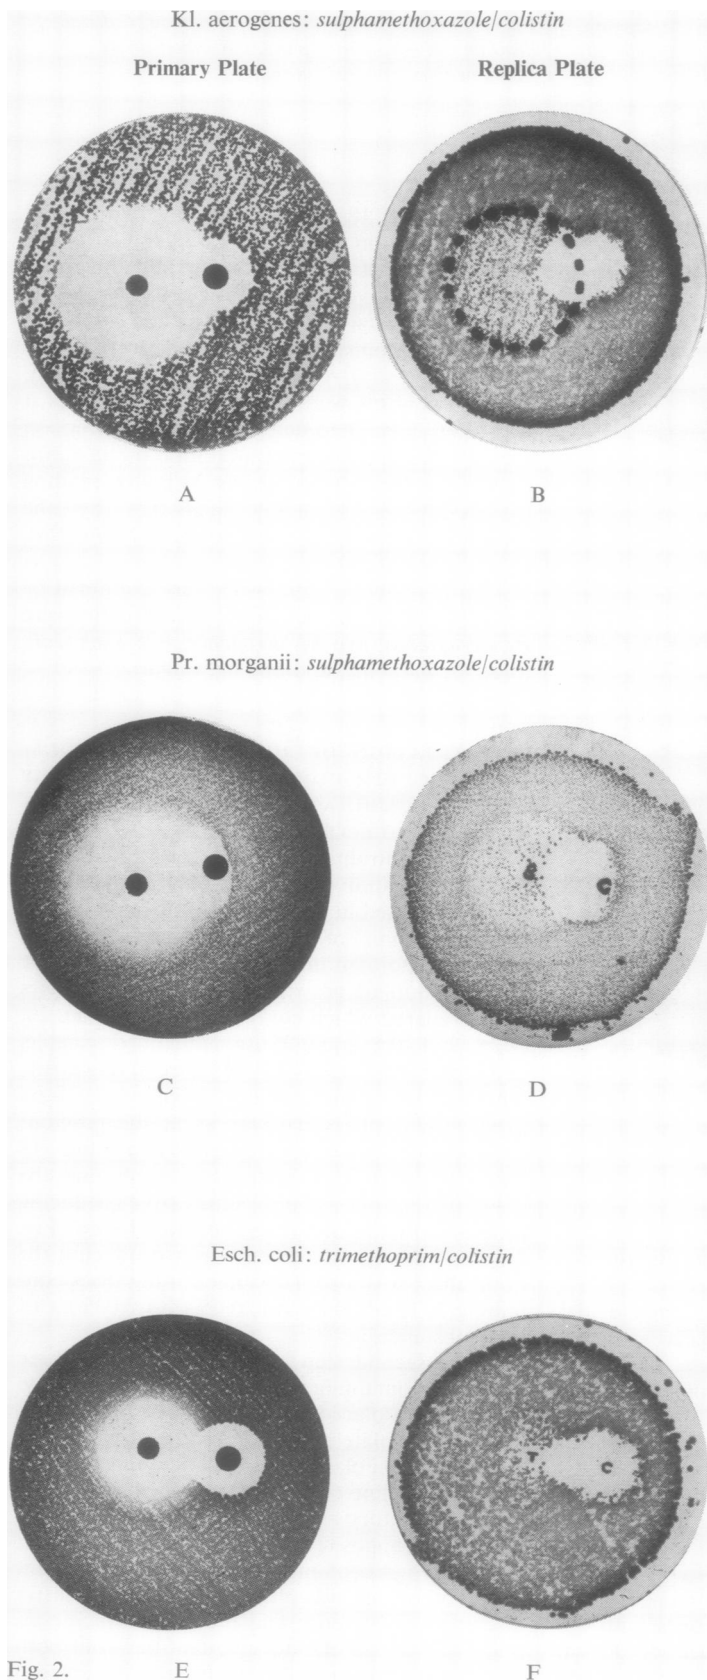 Kl. aerogenes: sulphamethoxazole/colistin
Primary Plate Replica Plate
A B
Pr. morganii: sulphamethoxazole/colistin
C
C D
Esch. coli: trimethoprim/colistin
T C
Fig. 2. E F